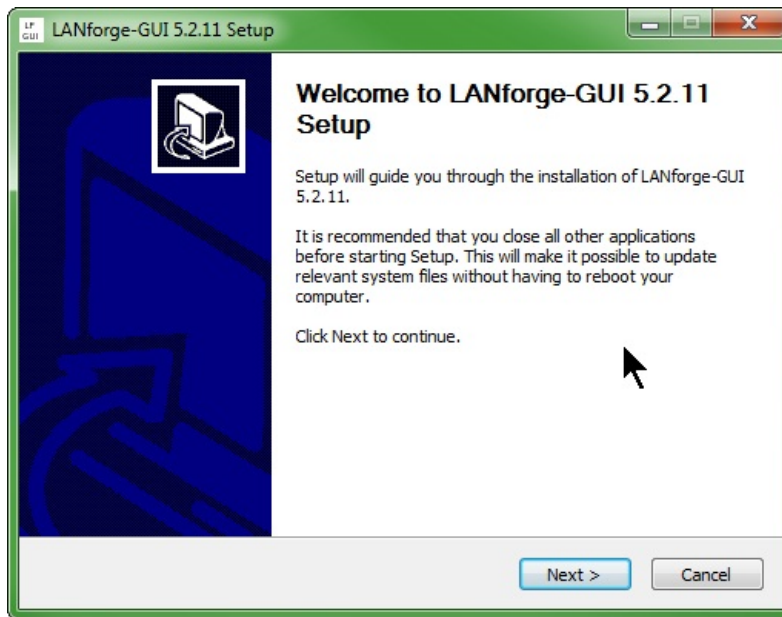 LF
GUI
LANforge-GUI 5.2.11 Setup
Welcome to LANforge-GUI 5.2.11
Setup
Setup will guide you through the installation of LANforge-GUI
5.2.11.
It is recommended that you close all other applications
before starting Setup. This will make it possible to update
relevant system files without having to reboot your
computer.
Click Next to continue.
Next >
Cancel